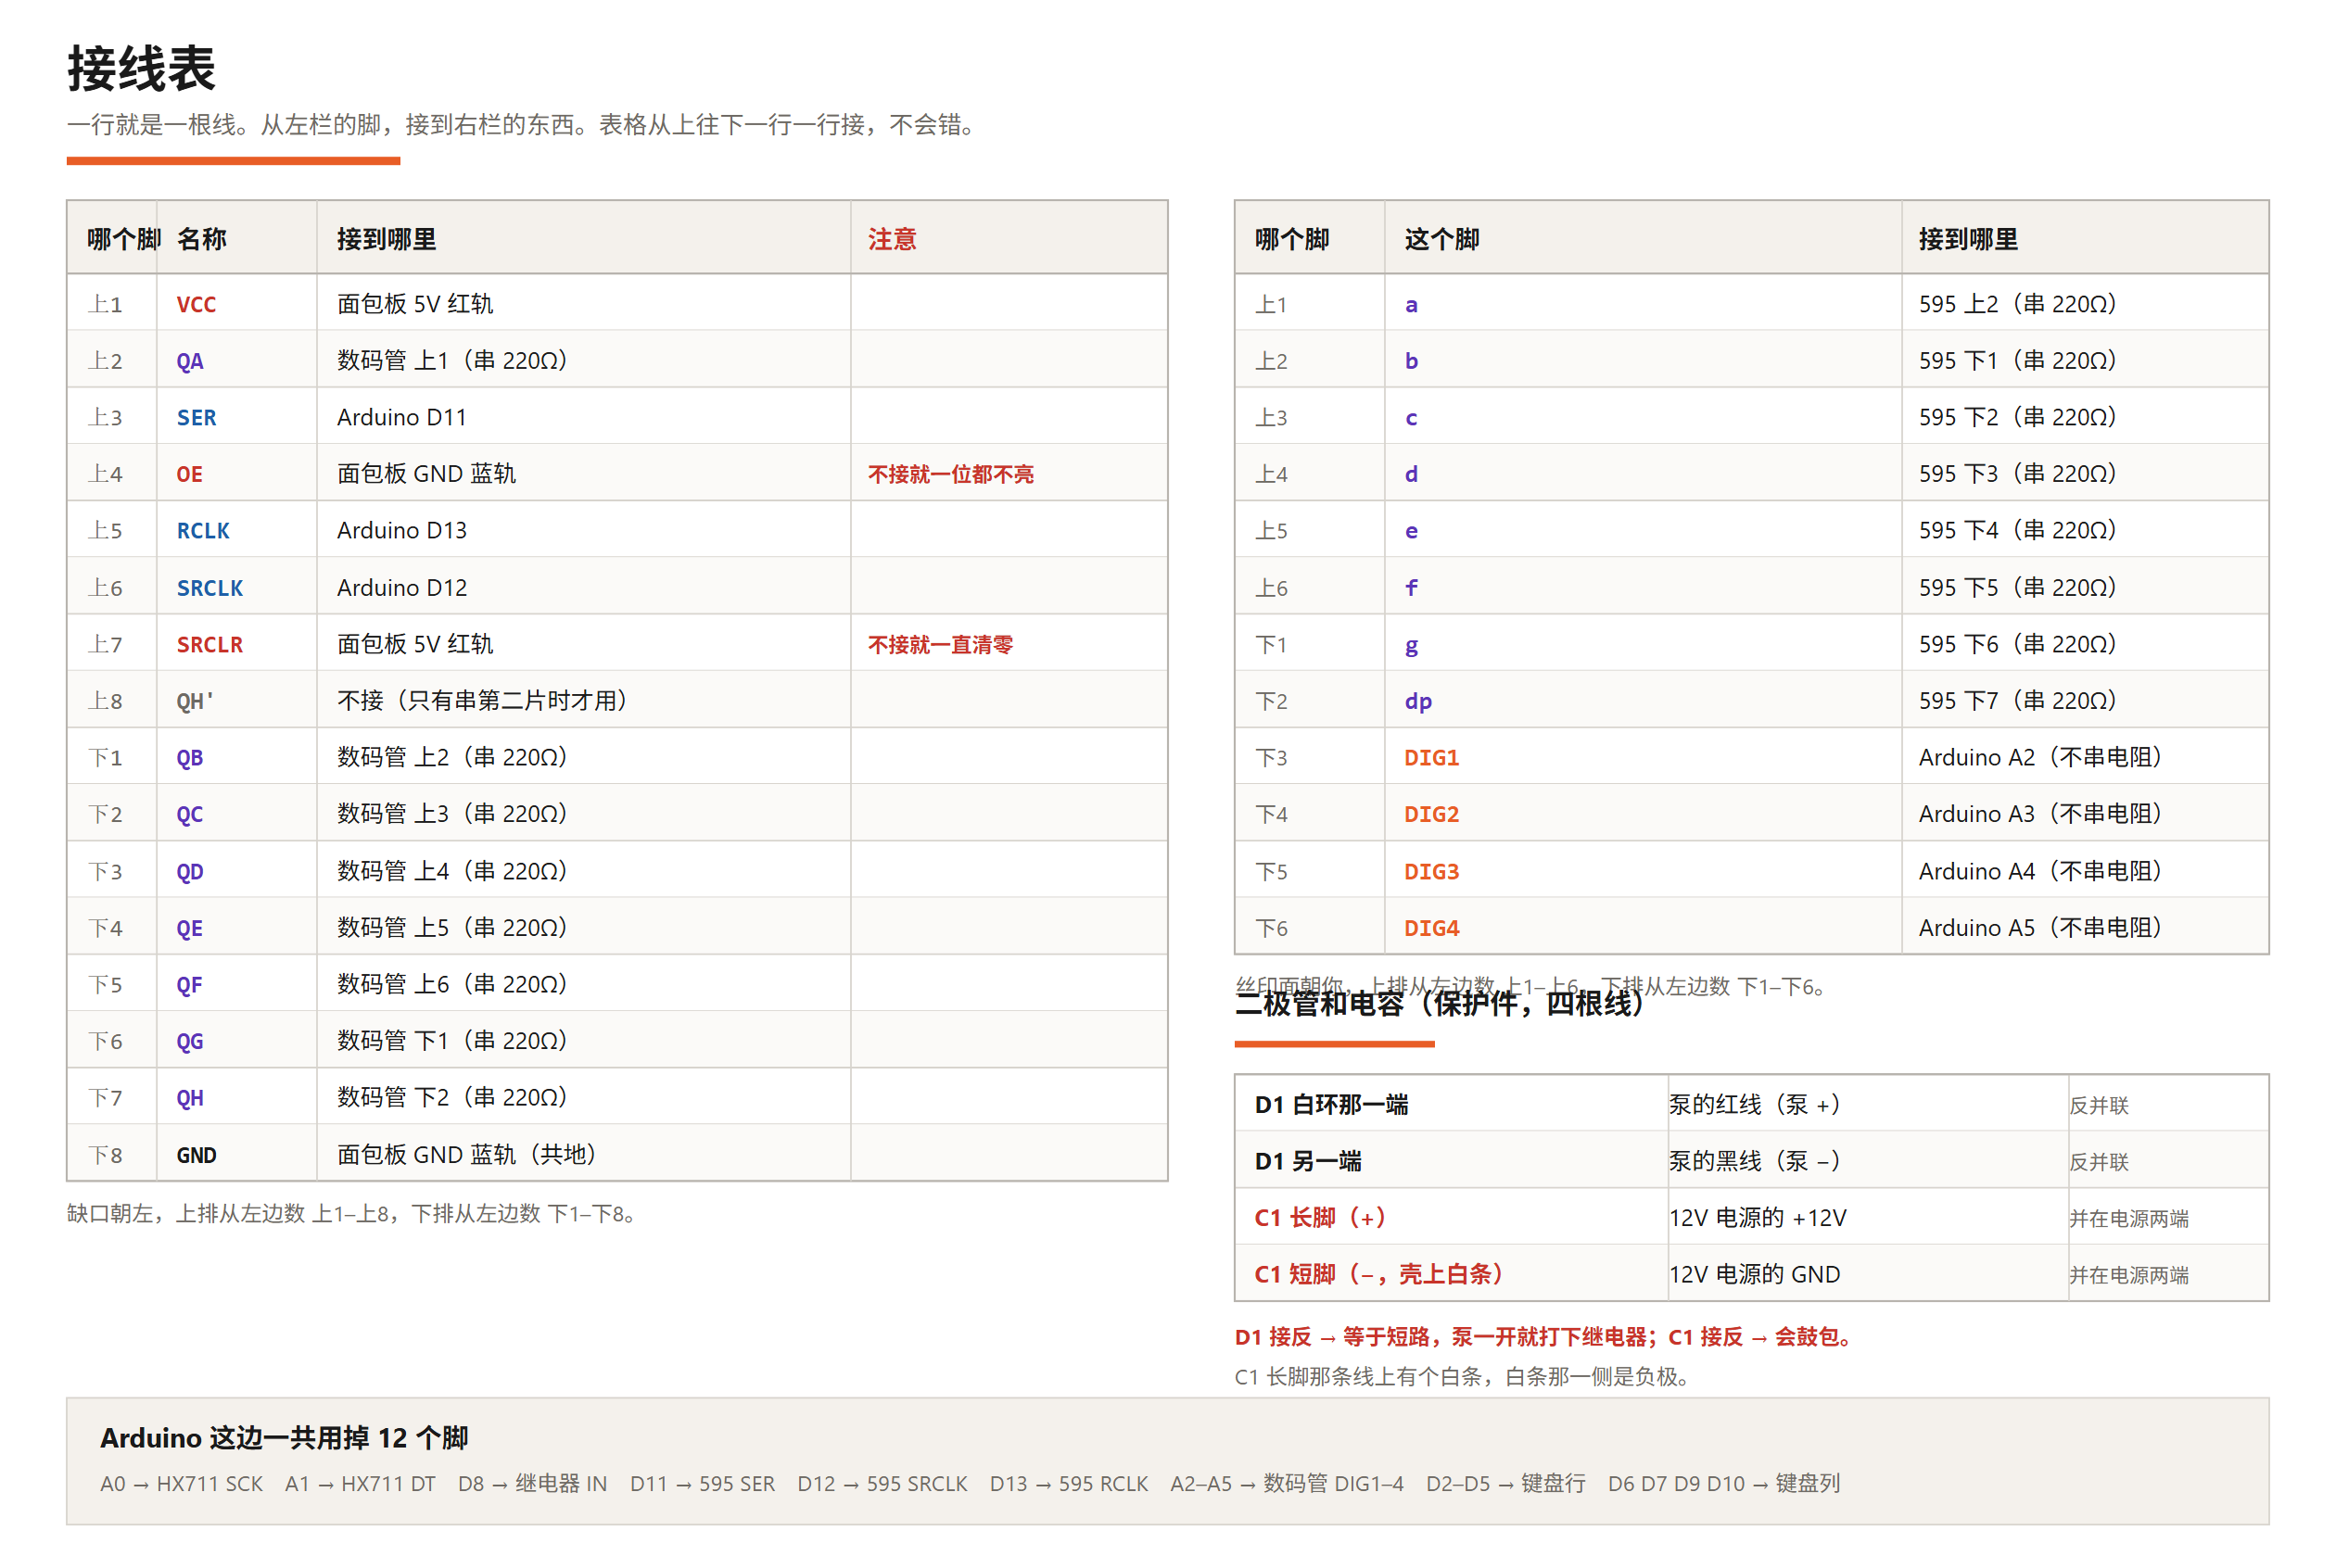 接线表
一行就是一根线。从左栏的脚，接到右栏的东西。表格从上往下一行一行接，不会错。
哪个脚 名称 接到哪里 注意
上1 VCC 面包板 5V 红轨
上2 QA 数码管 上1（串 220Ω）
上3 SER Arduino D11
上4 OE 面包板 GND 蓝轨 不接就一位都不亮
上5 RCLK Arduino D13
上6 SRCLK Arduino D12
上7 SRCLR 面包板 5V 红轨 不接就一直清零
上8 QH' 不接（只有串第二片时才用）
下1 QB 数码管 上2（串 220Ω）
下2 QC 数码管 上3（串 220Ω）
下3 QD 数码管 上4（串 220Ω）
下4 QE 数码管 上5（串 220Ω）
下5 QF 数码管 上6（串 220Ω）
下6 QG 数码管 下1（串 220Ω）
下7 QH 数码管 下2（串 220Ω）
下8 GND 面包板 GND 蓝轨（共地）
缺口朝左，上排从左边数 上1–上8，下排从左边数 下1–下8。
哪个脚 这个脚 接到哪里
上1 a 595 上2（串 220Ω）
上2 b 595 下1（串 220Ω）
上3 c 595 下2（串 220Ω）
上4 d 595 下3（串 220Ω）
上5 e 595 下4（串 220Ω）
上6 f 595 下5（串 220Ω）
下1 g 595 下6（串 220Ω）
下2 dp 595 下7（串 220Ω）
下3 DIG1 Arduino A2（不串电阻）
下4 DIG2 Arduino A3（不串电阻）
下5 DIG3 Arduino A4（不串电阻）
下6 DIG4 Arduino A5（不串电阻）
丝印面朝你，上排从左边数 上1–上6，下排从左边数 下1–下6。
二极管和电容（保护件，四根线）
D1 白环那一端 泵的红线（泵 +） 反并联
D1 另一端 泵的黑线（泵 −） 反并联
C1 长脚（+） 12V 电源的 +12V 并在电源两端
C1 短脚（−，壳上白条） 12V 电源的 GND 并在电源两端
D1 接反 → 等于短路，泵一开就打下继电器；C1 接反 → 会鼓包。
C1 长脚那条线上有个白条，白条那一侧是负极。
Arduino 这边一共用掉 12 个脚
A0 → HX711 SCK A1 → HX711 DT D8 → 继电器 IN D11 → 595 SER D12 → 595 SRCLK D13 → 595 RCLK A2–A5 → 数码管 DIG1–4 D2–D5 → 键盘行 D6 D7 D9 D10 → 键盘列